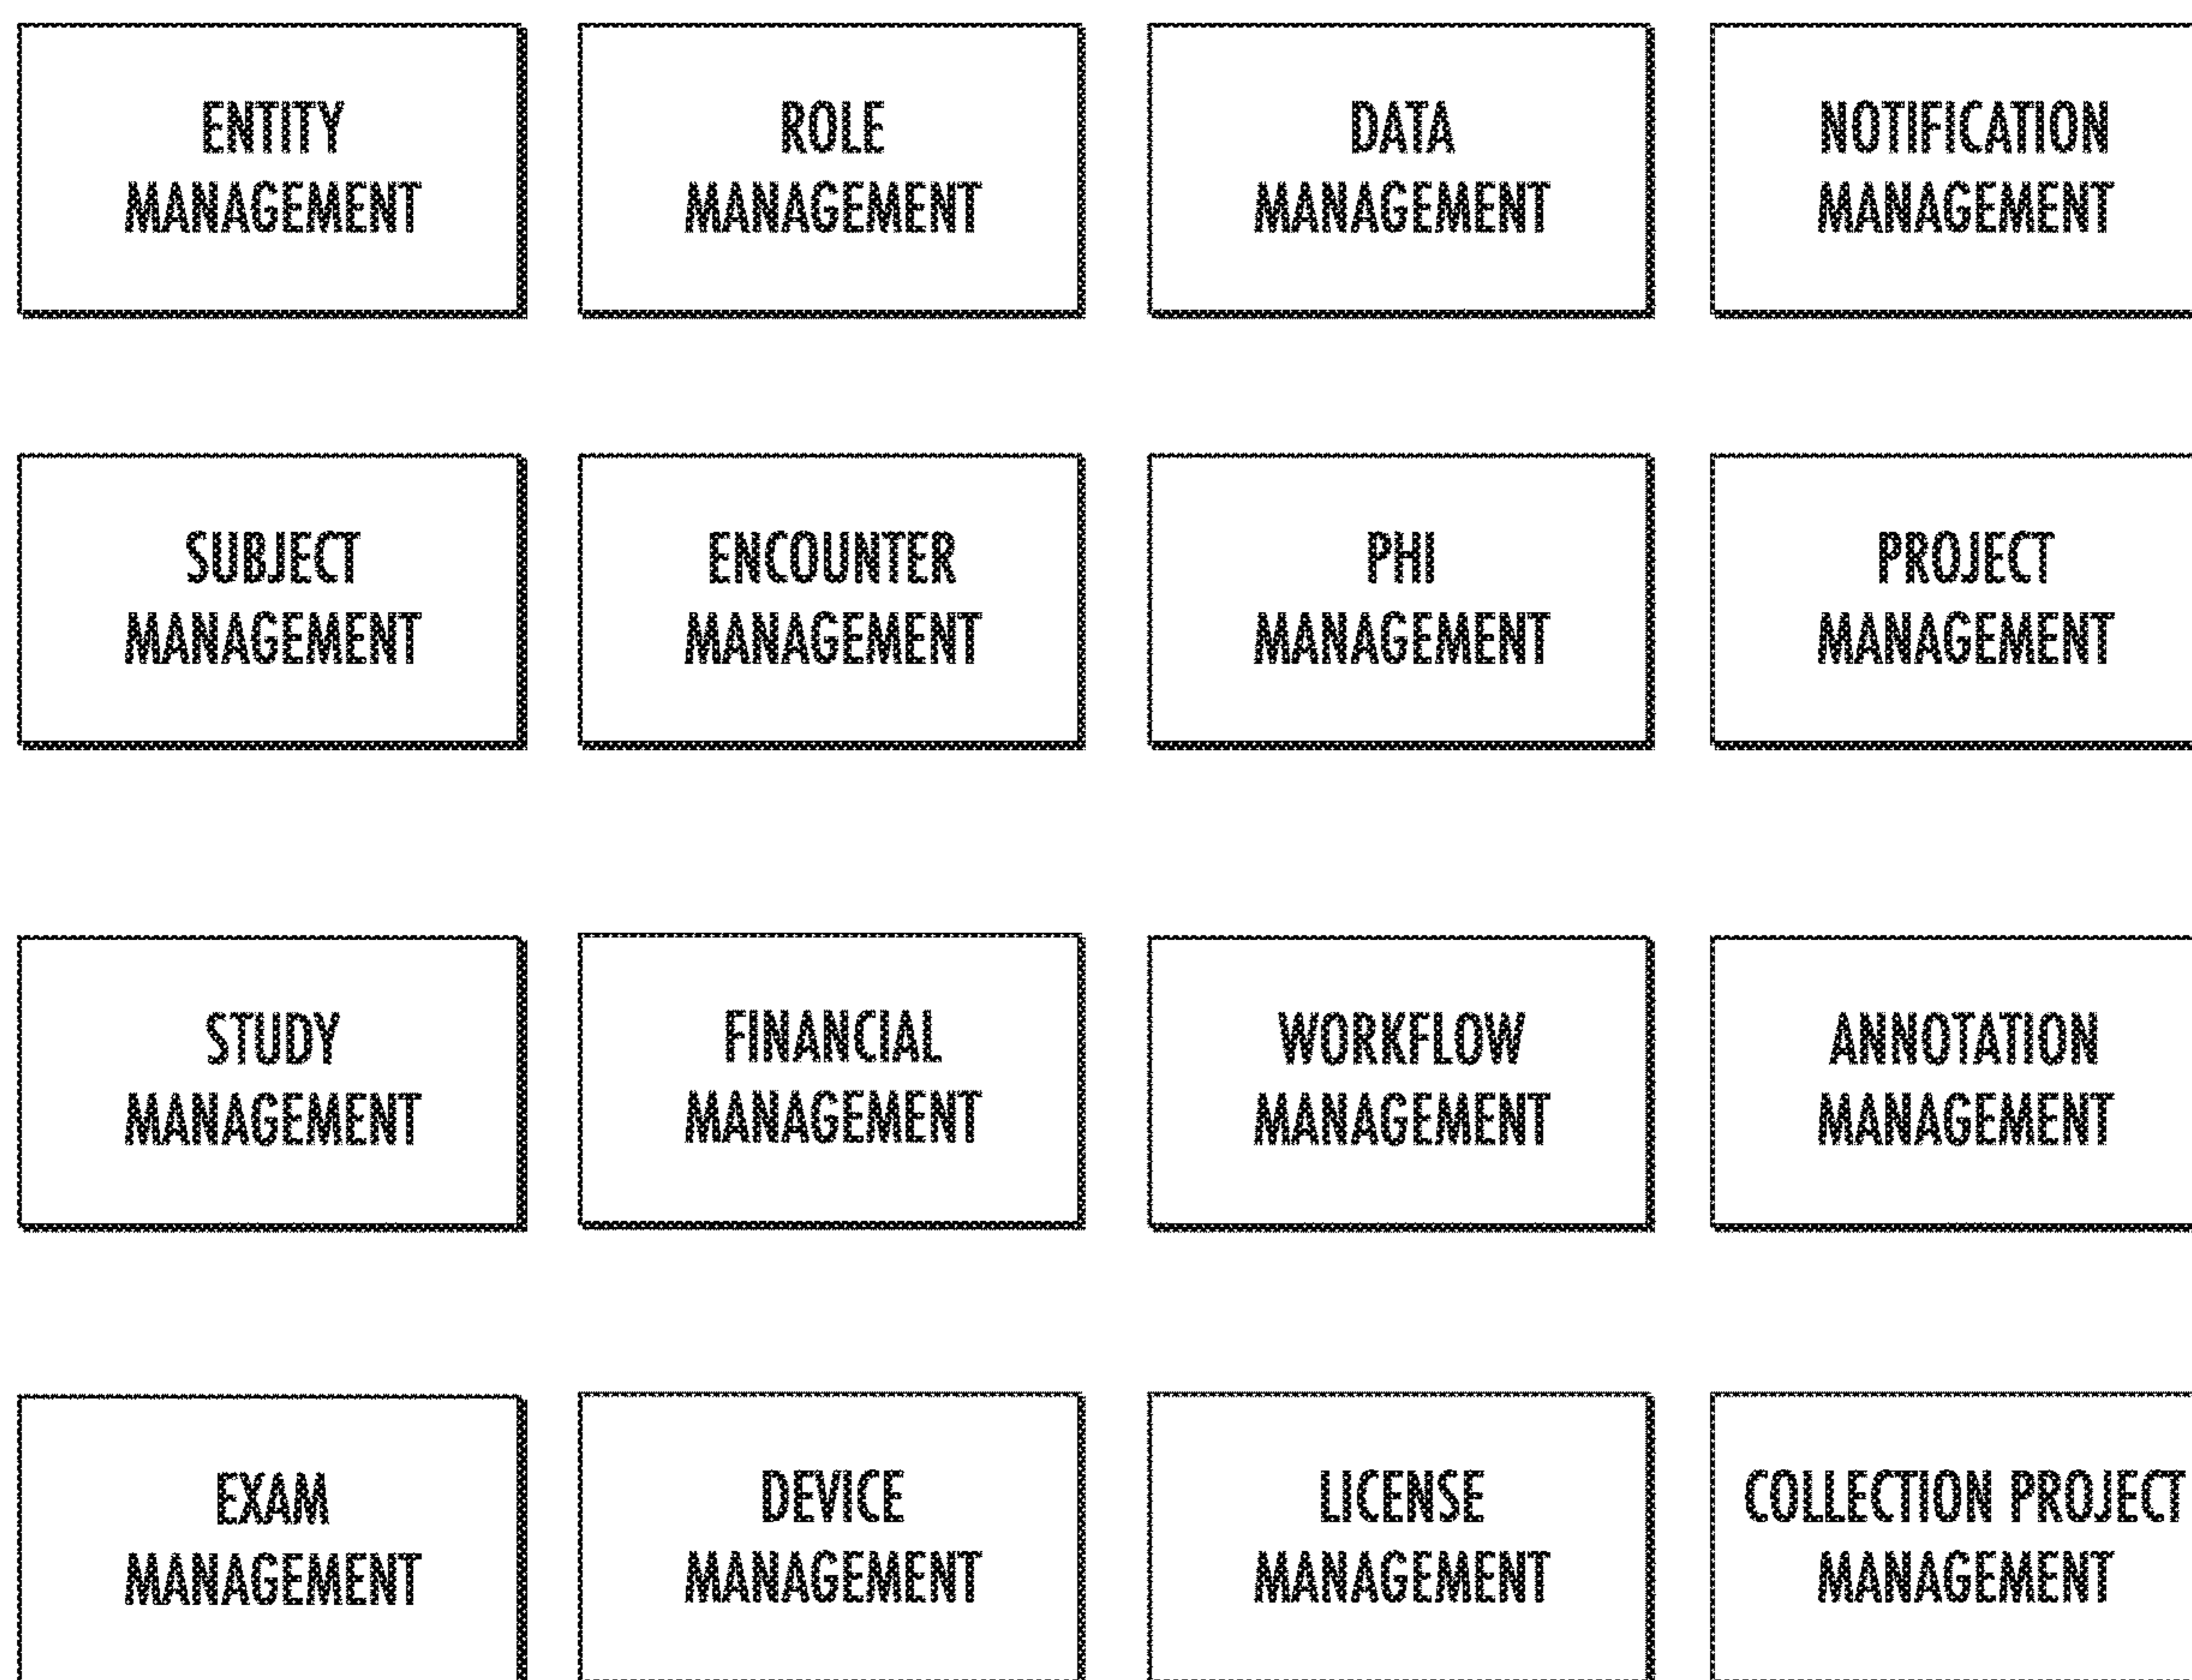 ENTITY
MANAGEMENT
ROLE
MANAGEMENT
DATA
MANAGEMENT
NOTIFICATION
MANAGEMENT
SUBJECT
MANAGEMENT
ENCOUNTER
MANAGEMENT
PHI
MANAGEMENT
PROJECT
MANAGEMENT
STUDY
MANAGEMENT
FINANCIAL
MANAGEMENT
WORKFLOW
MANAGEMENT
ANNOTATION
MANAGEMENT
EXAM
MANAGEMENT
DEVICE
MANAGEMENT
LICENSE
MANAGEMENT
COLLECTION PROJECT
MANAGEMENT